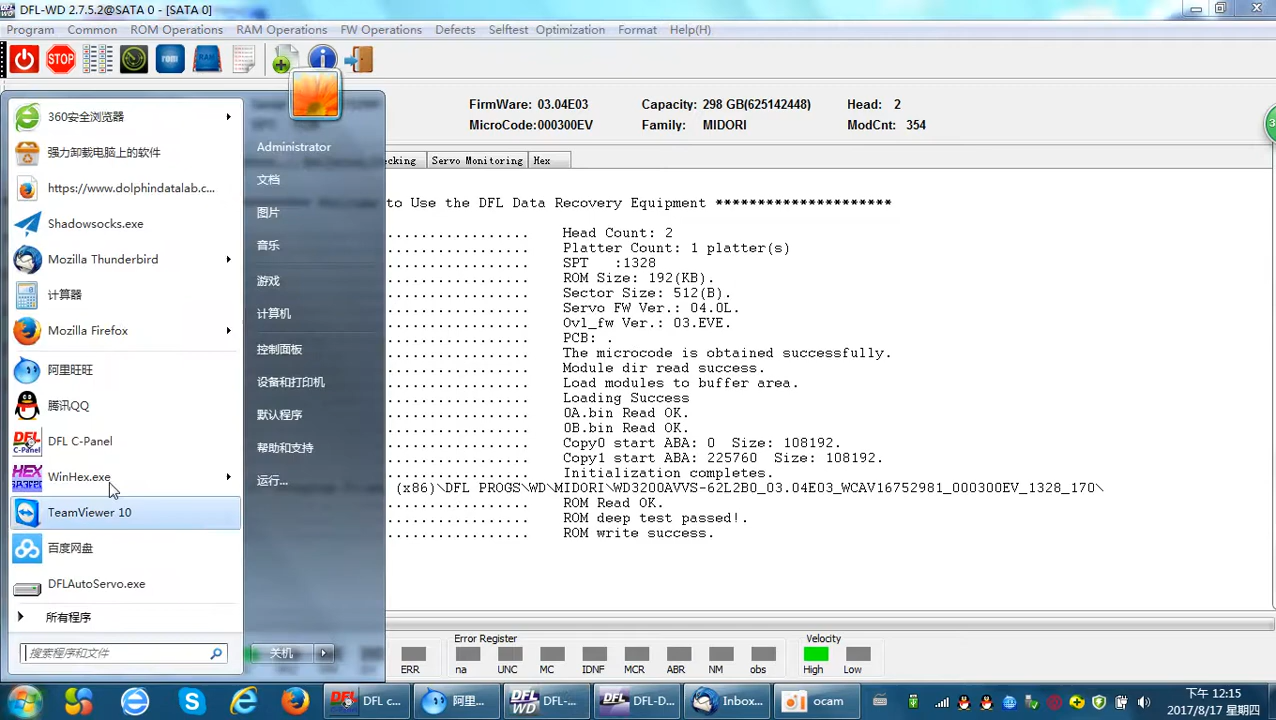 DFL-WD 2.7.5.2@SATA 0 - [SATA 0]
Program Common ROM Operations RAM Operations FW Operations Defects Selftest Optimization Format Help(H)
STOP rom RAM
FirmWare: 03.04E03 Capacity: 298 GB(625142448) Head: 2
MicroCode:000300EV Family: MIDORI ModCnt: 354
cking Servo Monitoring Hex
to Use the DFL Data Recovery Equipment *********************
Head Count: 2
Platter Count: 1 platter(s)
SPT :1328
ROM Size: 192(KB).
Sector Size: 512(B).
Servo FW Ver.: 04.0L.
Ovl_fw Ver.: 03.EVE.
PCB: .
The microcode is obtained successfully.
Module dir read success.
Load modules to buffer area.
Loading Success
0A.bin Read OK.
0B.bin Read OK.
Copy0 start ABA: 0 Size: 108192.
Copy1 start ABA: 225760 Size: 108192.
Initialization completes.
(x86)\DFL PROGS\WD\MIDORI\WD3200AVVS-62L2B0_03.04E03_WCAV16752981_000300EV_1328_170\
ROM Read OK.
ROM deep test passed!.
ROM write success.
360安全浏览器
强力卸载电脑上的软件
https://www.dolphindatalab.c...
Shadowsocks.exe
Mozilla Thunderbird
计算器
Mozilla Firefox
阿里旺旺
腾讯QQ
DFL C-Panel
WinHex.exe
TeamViewer 10
百度网盘
DFLAutoServo.exe
所有程序
搜索程序和文件
Administrator
文档
图片
音乐
游戏
计算机
控制面板
设备和打印机
默认程序
帮助和支持
运行...
关机
Error Register Velocity
ERR na UNC MC IDNF MCR ABR NM obs High Low
DFL c... 阿里... DFL-... DFL-D... Inbox... ocam
下午 12:15
2017/8/17 星期四